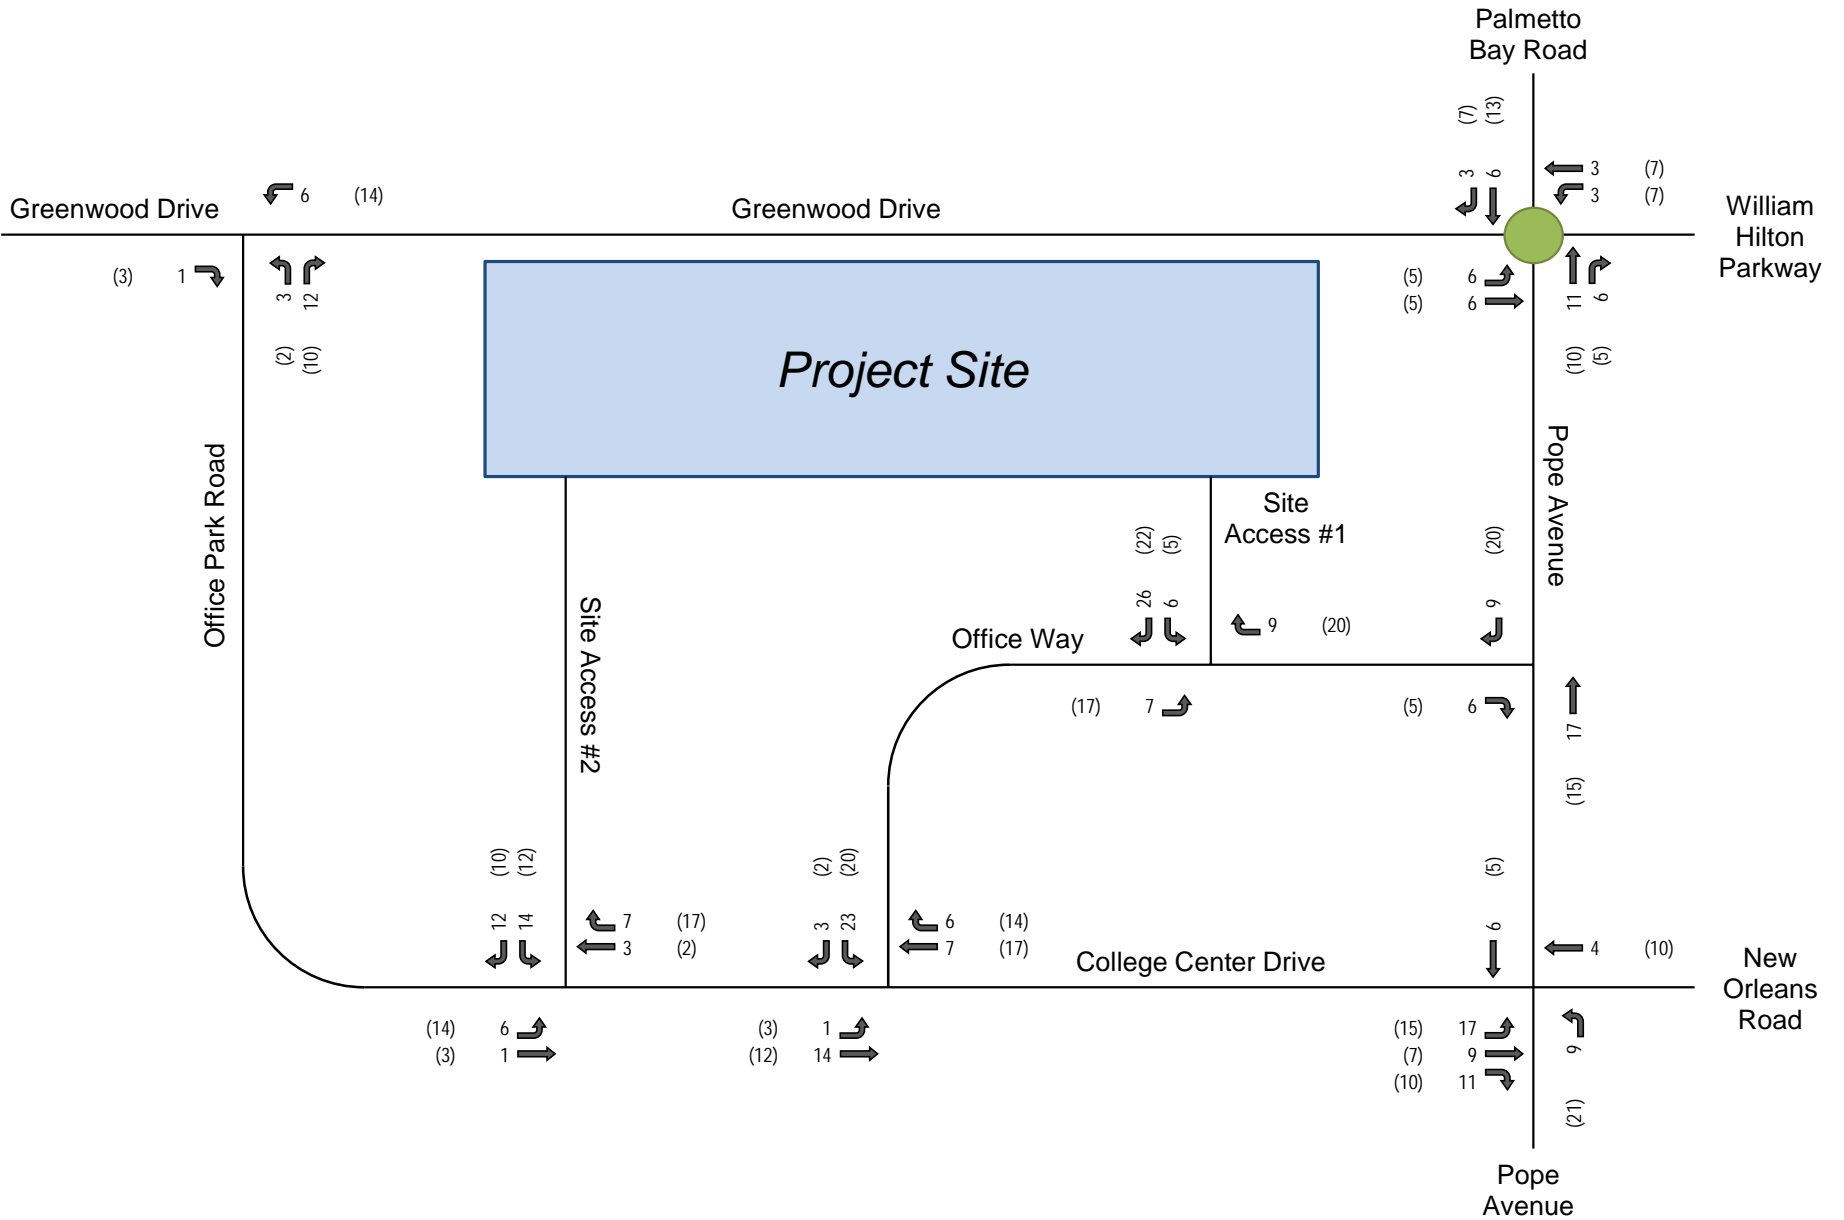 Palmetto
Bay Road
(7) (13)
3 6
3 (7)
3 (7)
William
Hilton
Parkway
Greenwood Drive
6 (14)
Greenwood Drive
(3) 1
3 12
(2) (10)
(5) 6
(5) 6
11 6
(10) (5)
Project Site
Office Park Road
Pope Avenue
Site
Access #1
(22) (5)
26 6
9 (20)
(20)
9
Office Way
Site Access #2
(17) 7
(5) 6
17
(15)
(10) (12)
12 14
7 (17)
3 (2)
(2) (20)
3 23
6 (14)
7 (17)
College Center Drive
(5)
6
4 (10)
New
Orleans
Road
(14) 6
(3) 1
(3) 1
(12) 14
(15) 17
(7) 9
(10) 11
9
(21)
Pope
Avenue